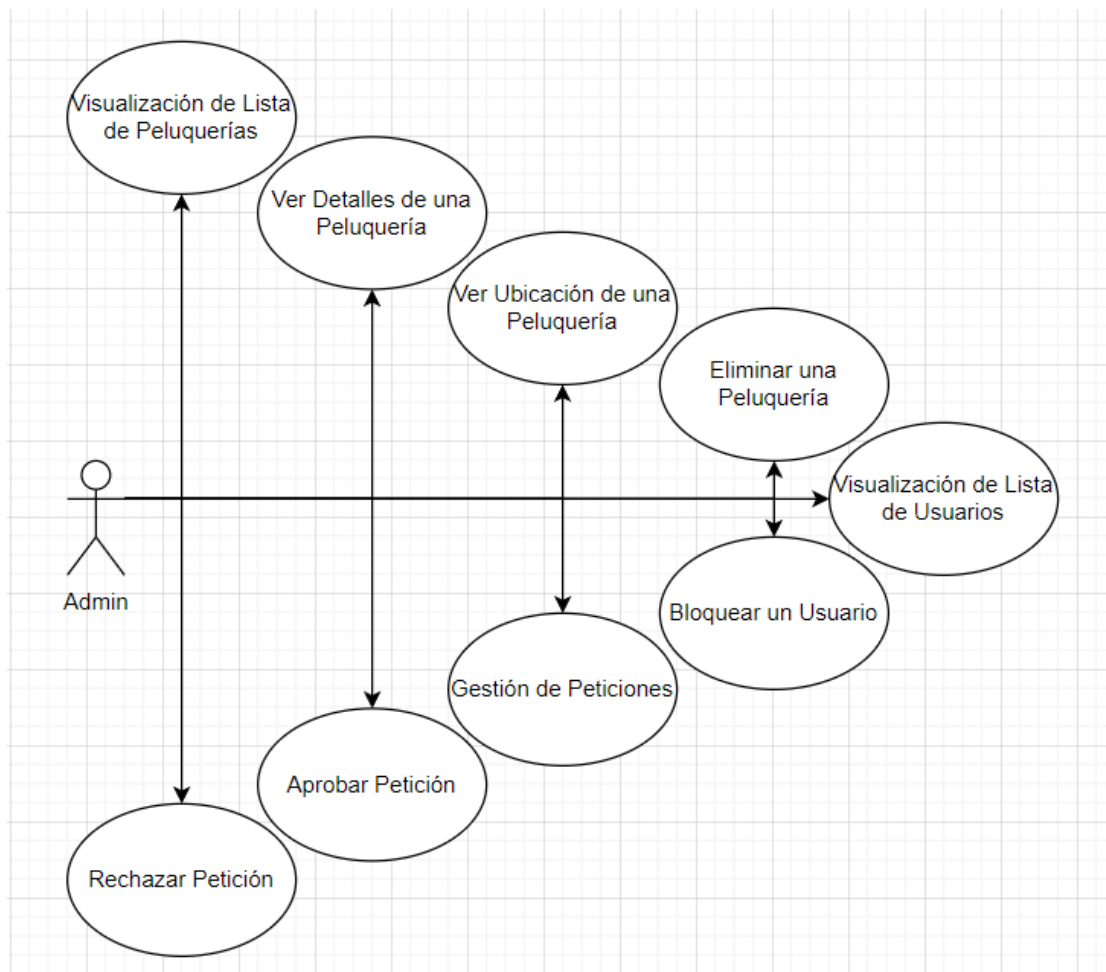 Visualización de Lista
de Peluquerías
Ver Detalles de una
Peluquería
Ver Ubicación de una
Peluquería
Eliminar una
Peluquería
Visualización de Lista
de Usuarios
Admin
Bloquear un Usuario
Gestión de Peticiones
Aprobar Petición
Rechazar Petición